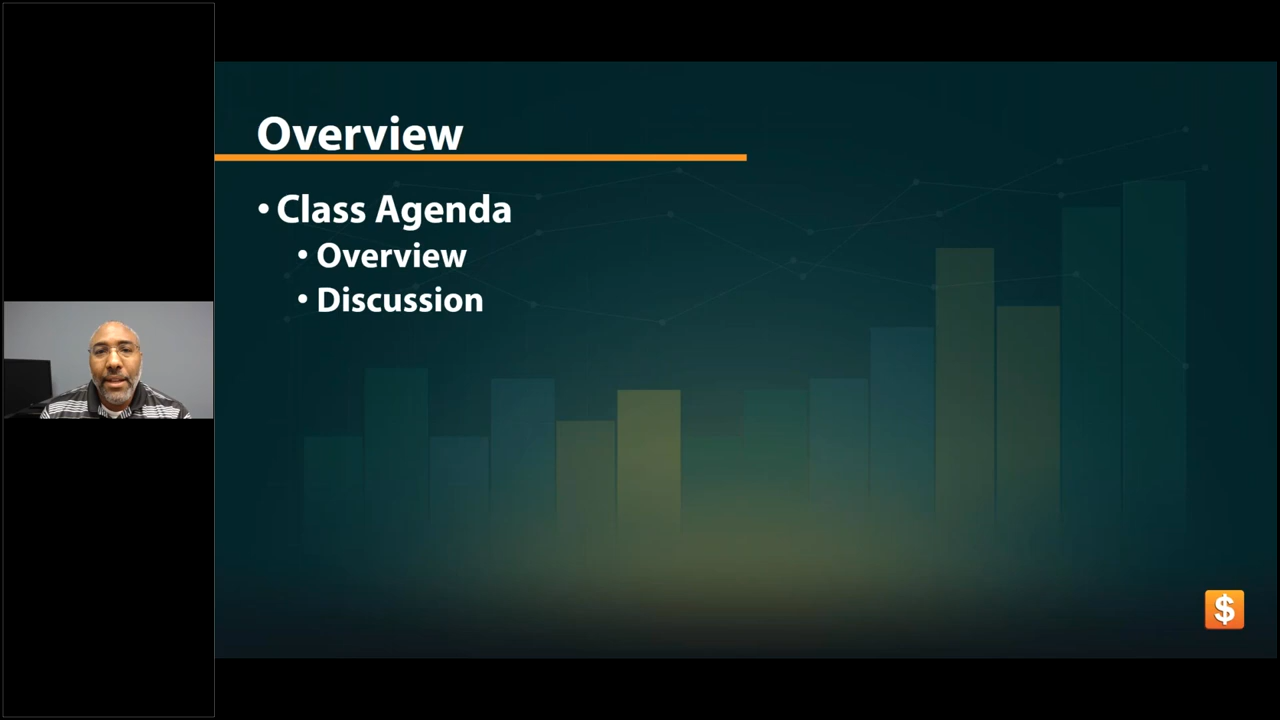 Overview
• Class Agenda
• Overview
• Discussion
$